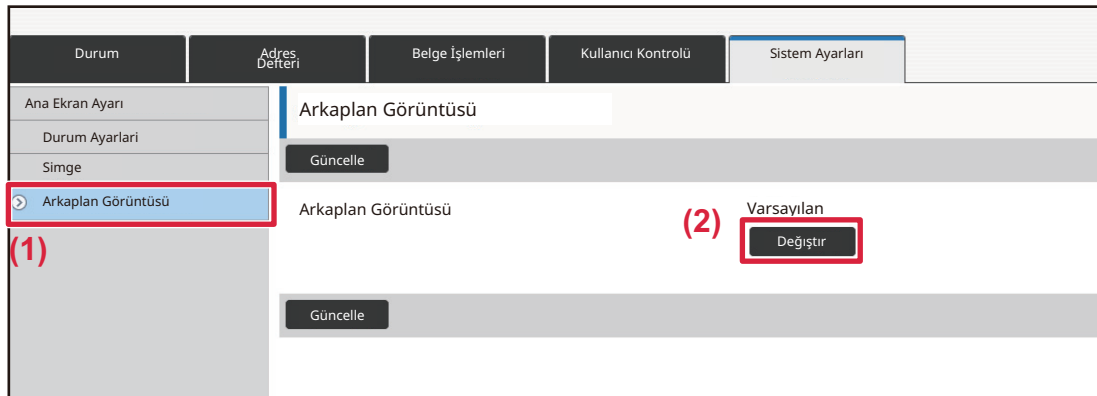 Durum
Adres
Defteri
Belge İşlemleri
Kullanıcı Kontrolü
Sistem Ayarları
Ana Ekran Ayarı
Durum Ayarlari
Simge
Arkaplan Görüntüsü
(1)
Arkaplan Görüntüsü
Güncelle
Arkaplan Görüntüsü
Varsayılan
(2)
Değıştır
Güncelle